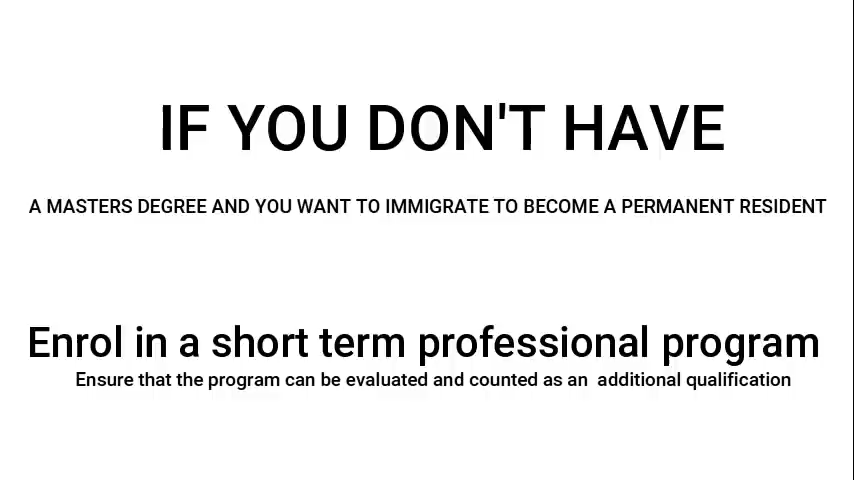 IF YOU DON'T HAVE
A MASTERS DEGREE AND YOU WANT TO IMMIGRATE TO BECOME A PERMANENT RESIDENT
Enrol in a short term professional program
Ensure that the program can be evaluated and counted as an  additional qualification